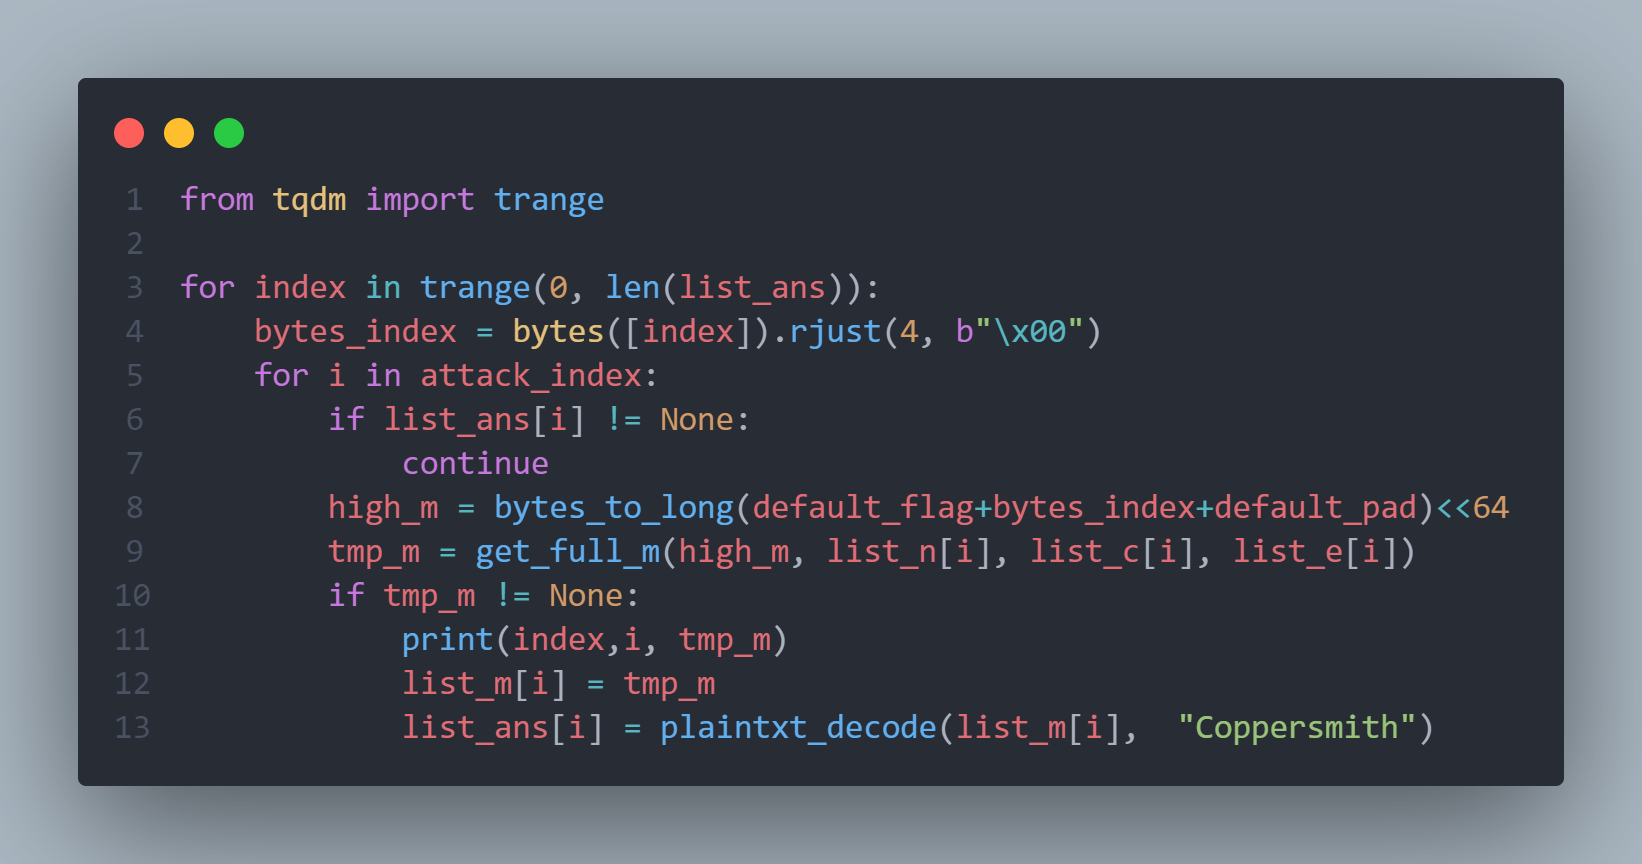 1 from tqdm import trange
2
3 for index in trange(0, len(list_ans)):
4     bytes_index = bytes([index]).rjust(4, b"\x00")
5     for i in attack_index:
6         if list_ans[i] != None:
7             continue
8         high_m = bytes_to_long(default_flag+bytes_index+default_pad)<<64
9         tmp_m = get_full_m(high_m, list_n[i], list_c[i], list_e[i])
10         if tmp_m != None:
11             print(index,i, tmp_m)
12             list_m[i] = tmp_m
13             list_ans[i] = plaintxt_decode(list_m[i],  "Coppersmith")